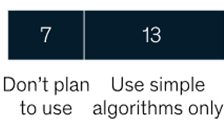 7 13
Don’t plan Use simple
to use algorithms only